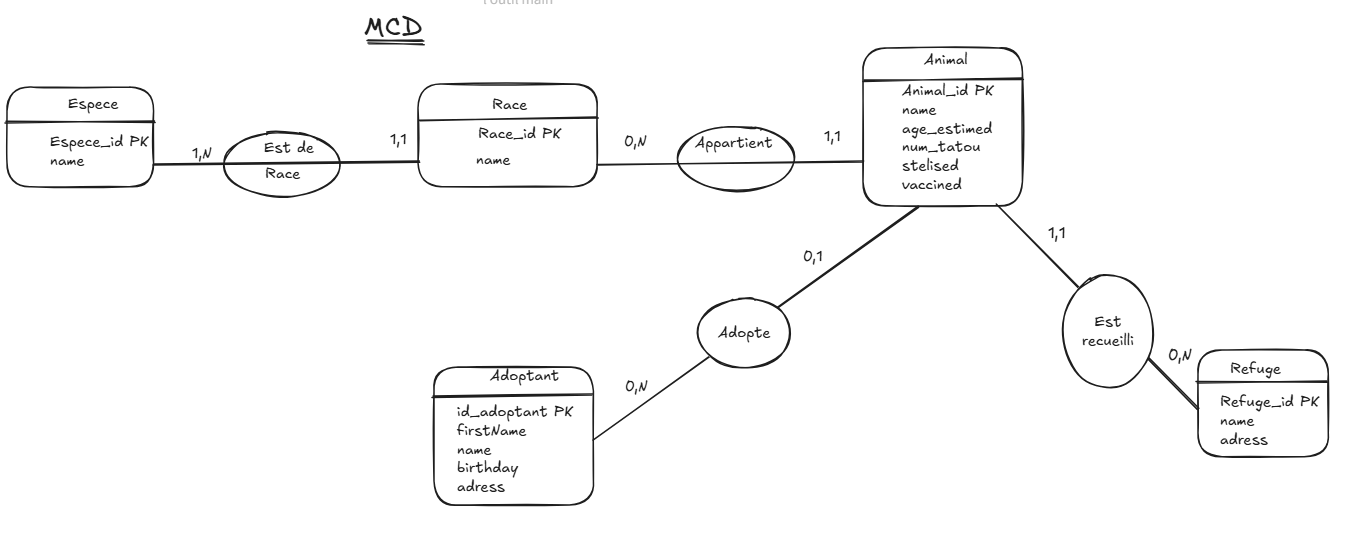 MCD
Espece
Espece_id PK
name
1,N
Est de
Race
1,1
Race
Race_id PK
name
0,N
Appartient
1,1
Animal
Animal_id PK
name
age_estimed
num_tatou
stelised
vaccined
0,1
Adopte
0,N
Adoptant
id_adoptant PK
firstName
name
birthday
adress
1,1
Est
recueilli
0,N
Refuge
Refuge_id PK
name
adress